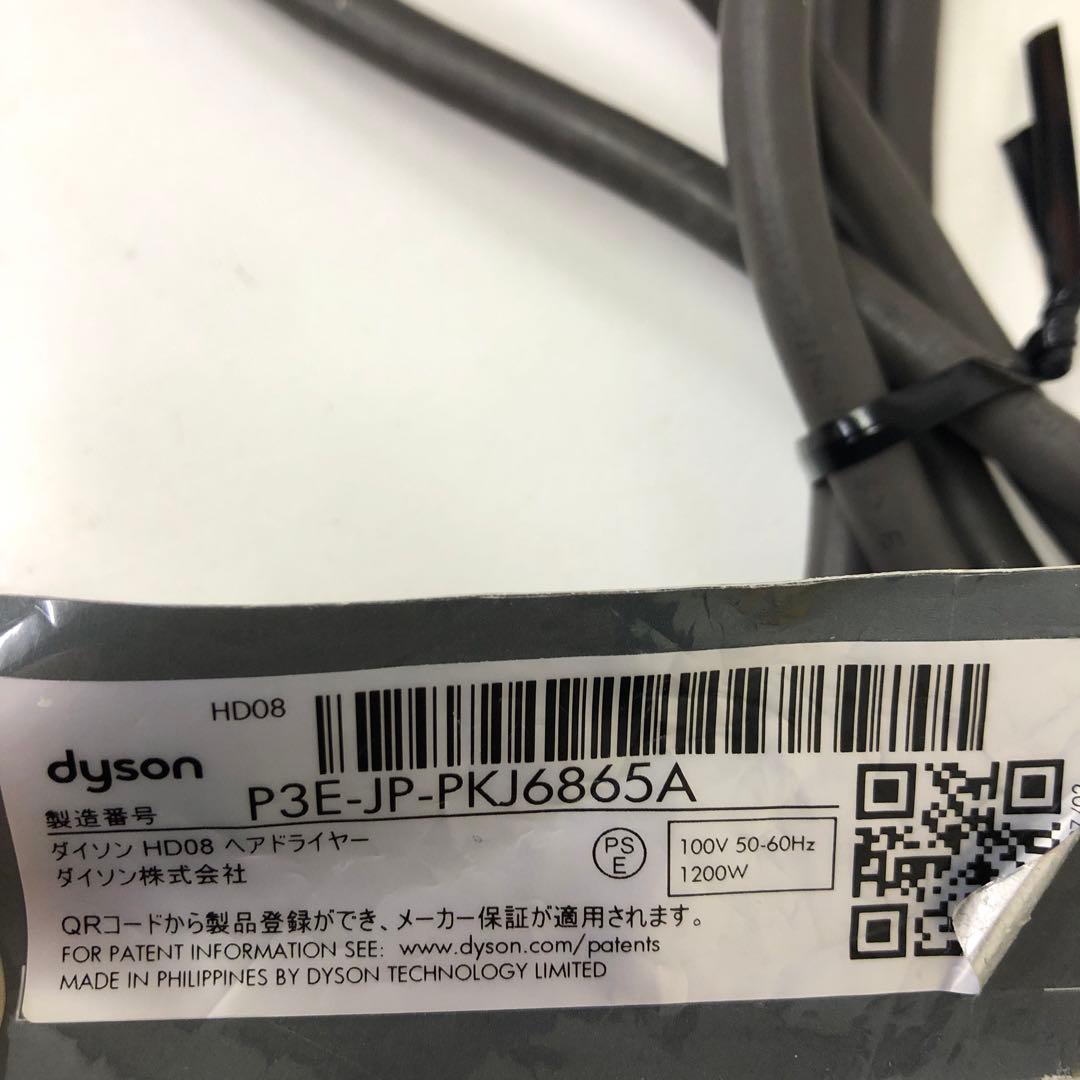 HD08
dyson
製造番号 P3E-JP-PKJ6865A
ダイソン HD08 ヘアドライヤー
ダイソン株式会社
PS
E
100V 50-60Hz
1200W
QRコードから製品登録ができ、メーカー保証が適用されます。
FOR PATENT INFORMATION SEE: www.dyson.com/patents
MADE IN PHILIPPINES BY DYSON TECHNOLOGY LIMITED